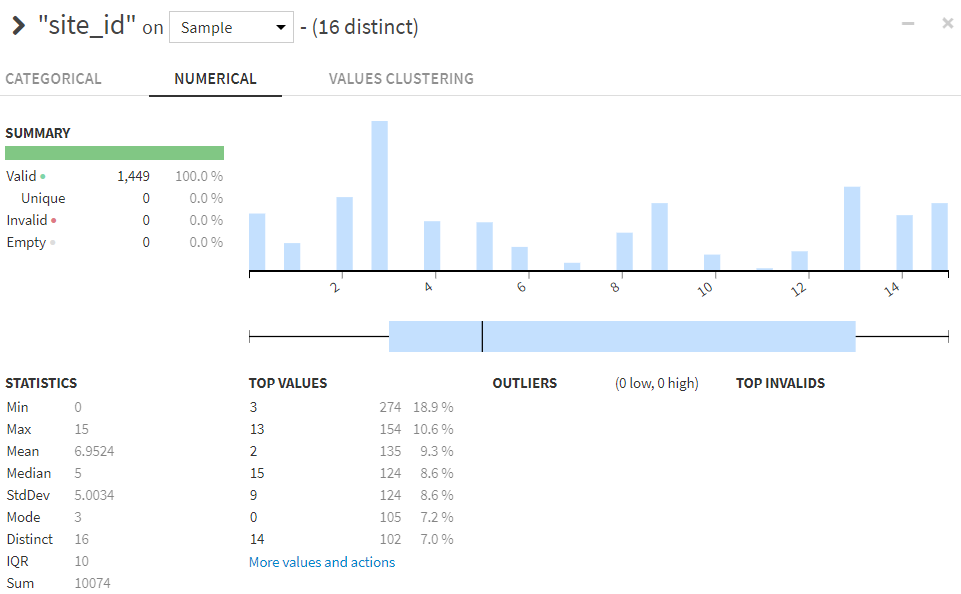 "site_id" on Sample - (16 distinct)
CATEGORICAL NUMERICAL VALUES CLUSTERING
SUMMARY
Valid 1,449 100.0 %
Unique 0 0.0 %
Invalid 0 0.0 %
Empty 0 0.0 %
2 4 6 8 10 12 14
STATISTICS
Min 0
Max 15
Mean 6.9524
Median 5
StdDev 5.0034
Mode 3
Distinct 16
IQR 10
Sum 10074
TOP VALUES
3 274 18.9 %
13 154 10.6 %
2 135 9.3 %
15 124 8.6 %
9 124 8.6 %
0 105 7.2 %
14 102 7.0 %
More values and actions
OUTLIERS (0 low, 0 high)
TOP INVALIDS